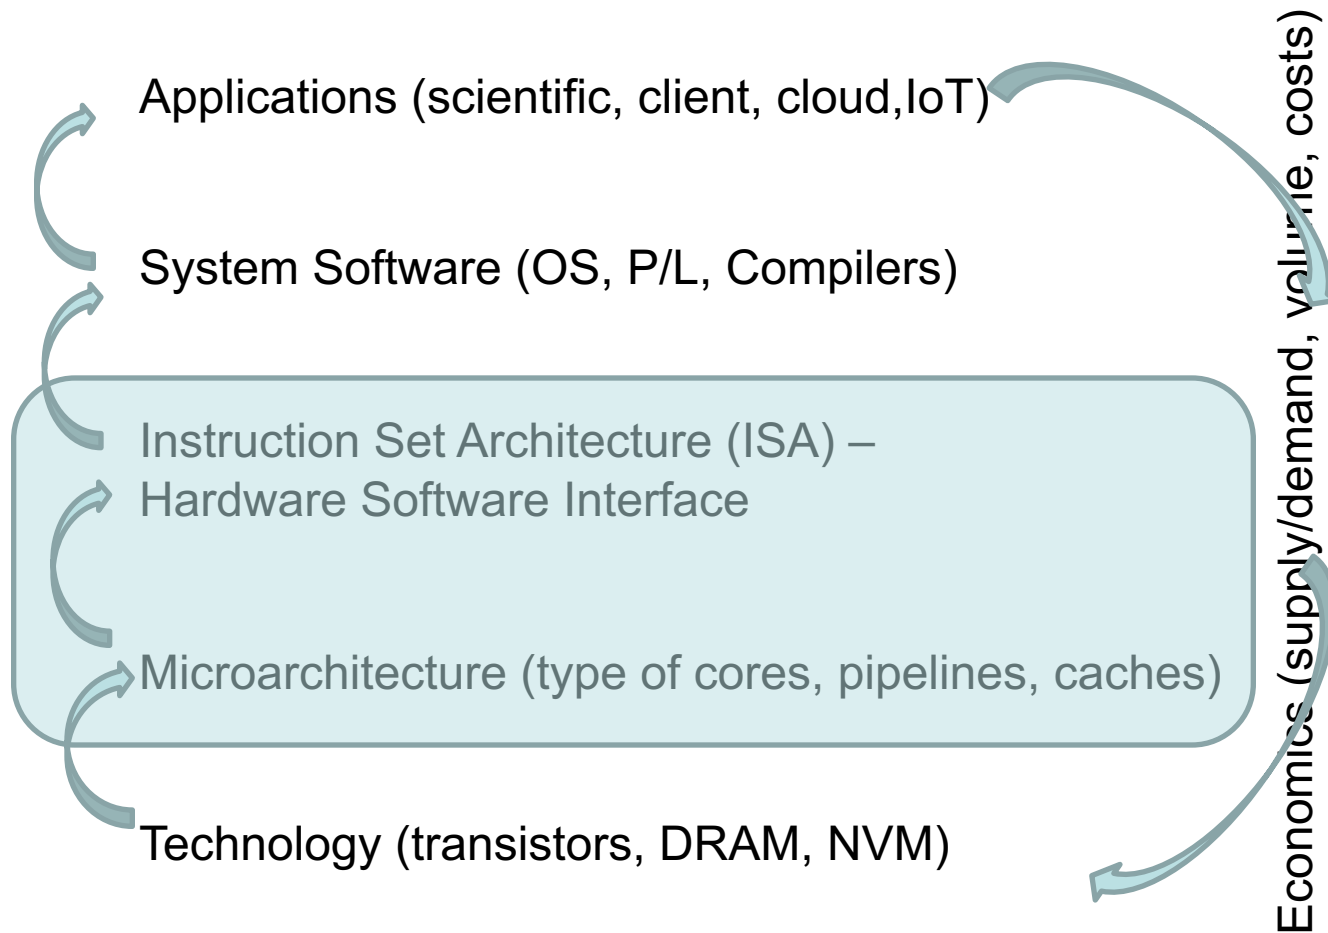 Applications (scientific, client, cloud,IoT)
System Software (OS, P/L, Compilers)
Instruction Set Architecture (ISA) –
Hardware Software Interface
Microarchitecture (type of cores, pipelines, caches)
Technology (transistors, DRAM, NVM)
Economics (supply/demand, volume, costs)